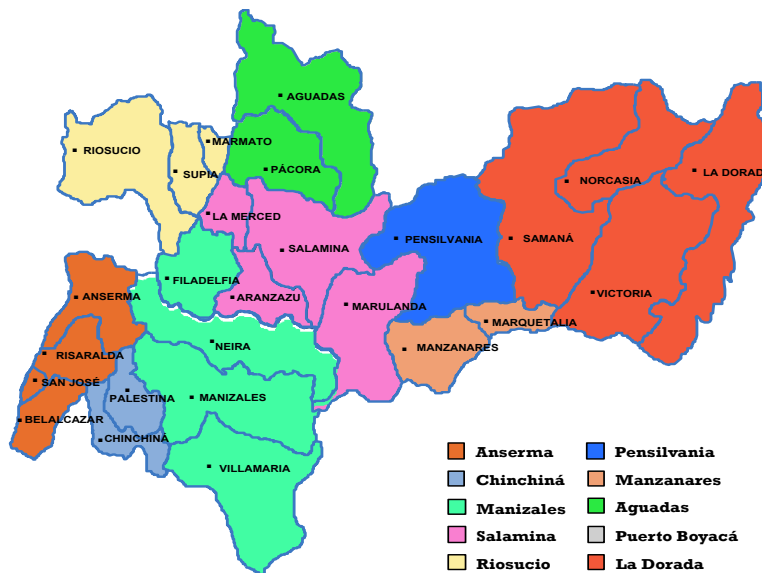 AGUADAS
MARMATO
RIOSUCIO
SUPIA
PÁCORA
LA DORAD
NORCASIA
LA MERCED
PENSILVANIA
SAMANÁ
SALAMINA
FILADELFIA
ANSERMA
ARANZAZU
MARULANDA
VICTORIA
MARQUETALIA
NEIRA
MANZANARES
RISARALDA
SAN JOSÉ
PALESTINA
MANIZALES
BELALCAZAR
CHINCHINÁ
VILLAMARIA
Anserma
Chinchiná
Manizales
Salamina
Riosucio
Pensilvania
Manzanares
Aguadas
Puerto Boyacá
La Dorada